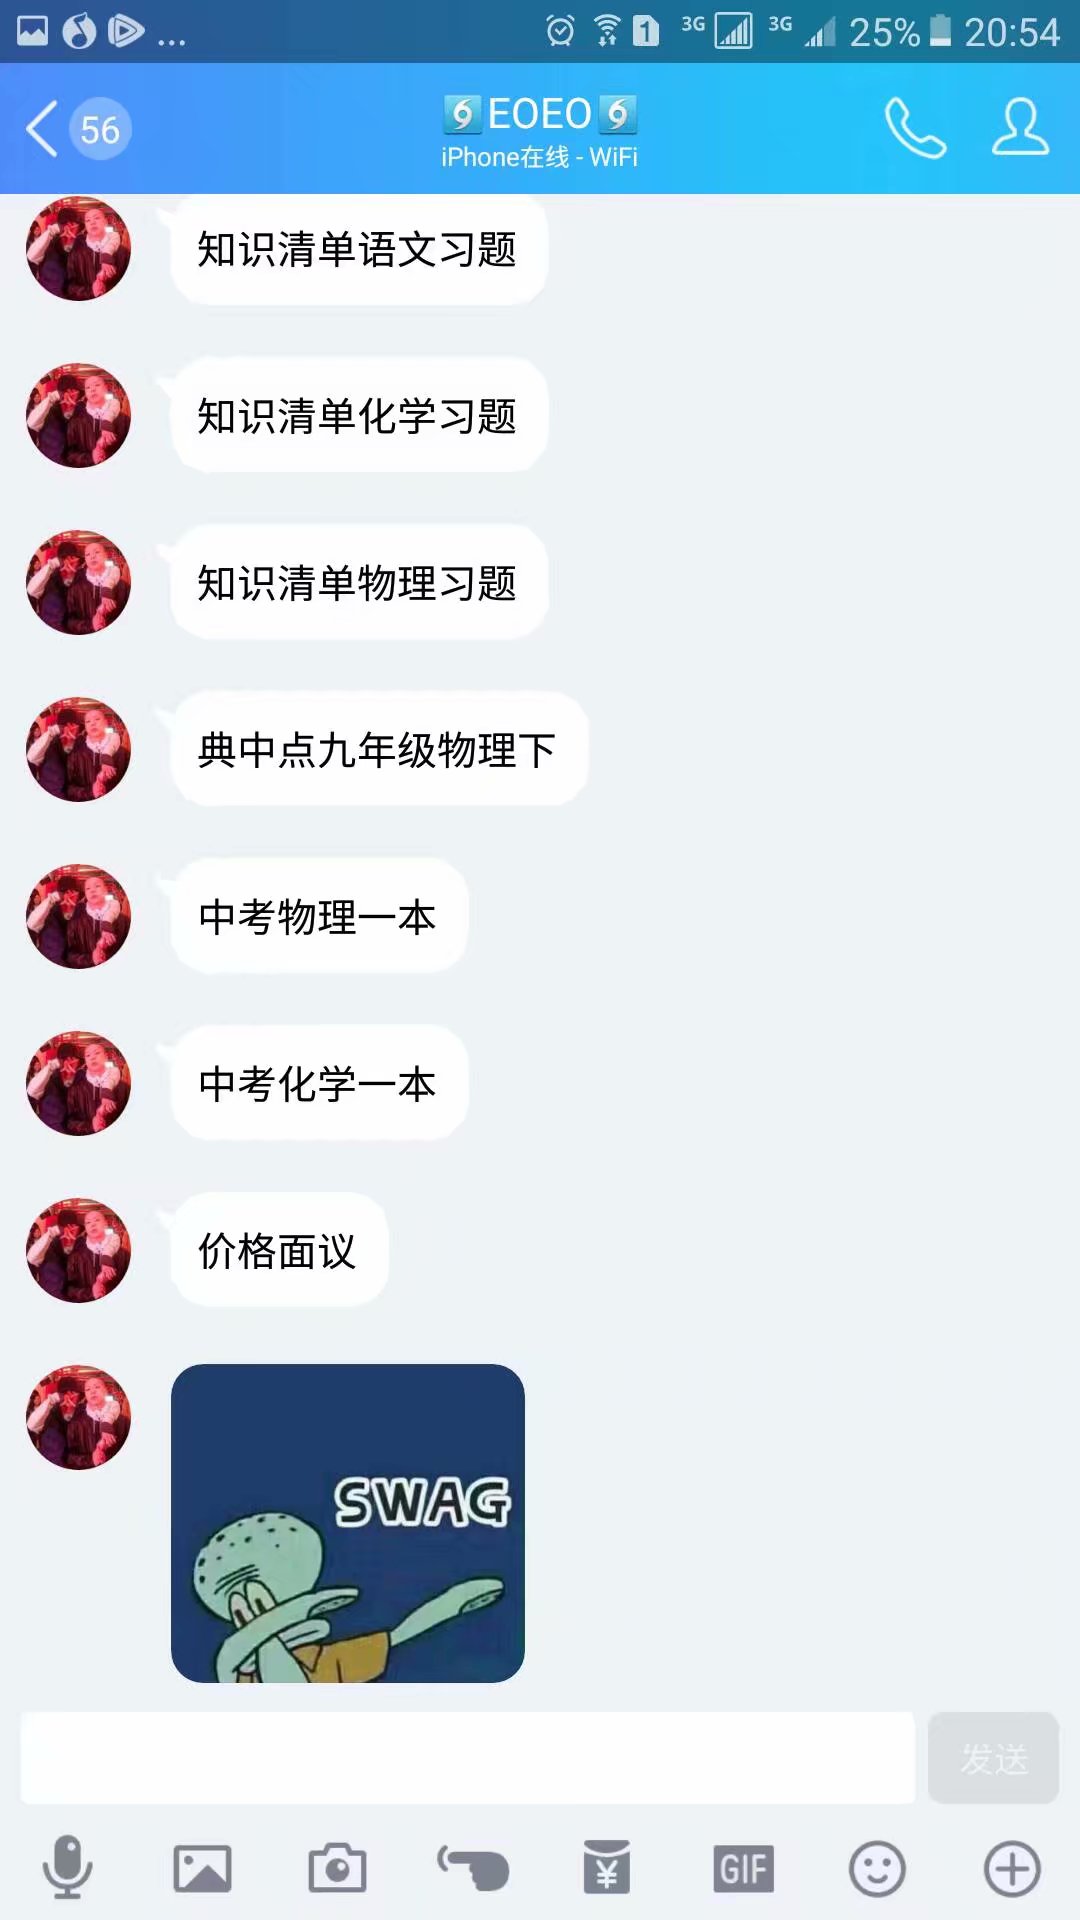 ... 3G 3G 25% 20:54
56
EOEO
iPhone在线 - WiFi
知识清单语文习题
知识清单化学习题
知识清单物理习题
典中点九年级物理下
中考物理一本
中考化学一本
价格面议
SWAG
发送
GIF